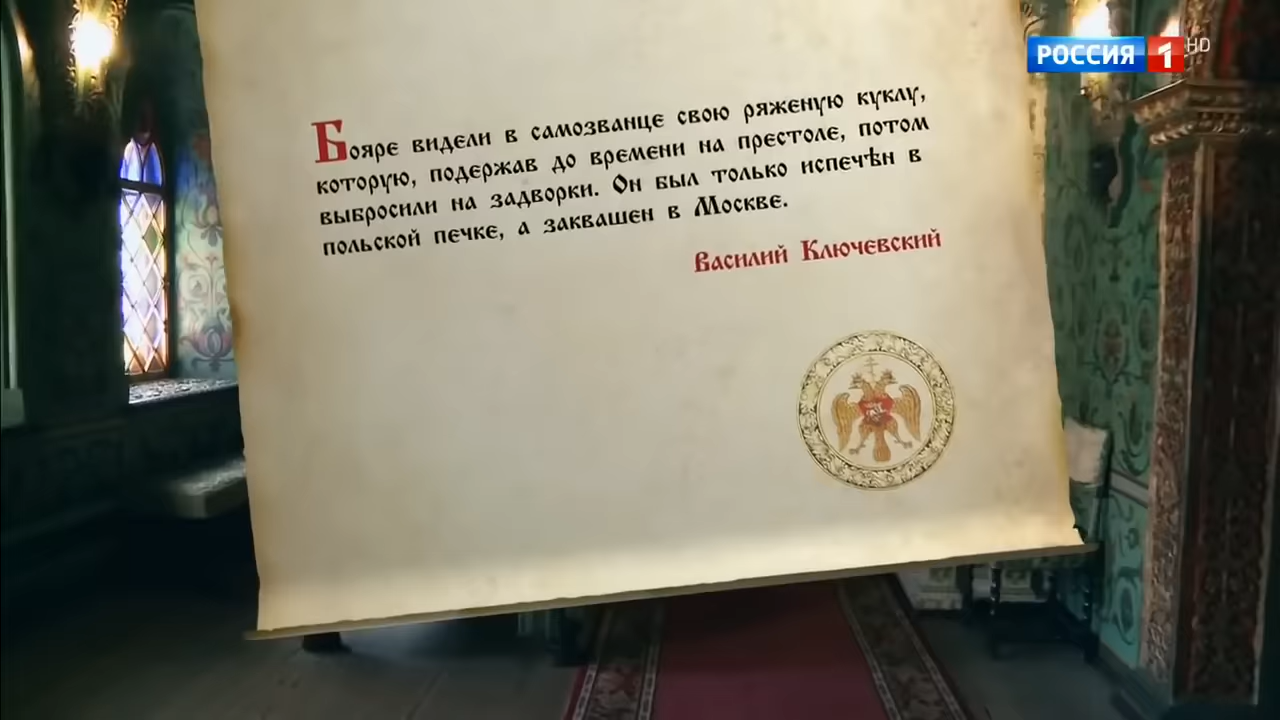 РОССИЯ 1 HD
Бояре видели в самозванце свою ряженую куклу,
которую, подержав до времени на престоле, потом
выбросили на задворки. Он был только испечѣн в
польской печке, а заквашен в Москве.
Василий Ключевский